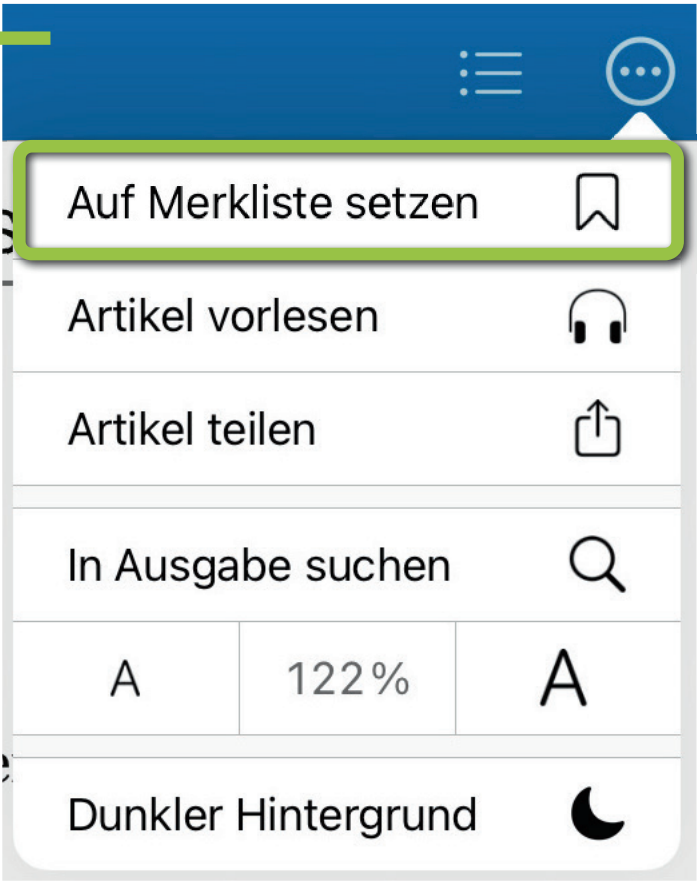 Auf Merkliste setzen
Artikel vorlesen
Artikel teilen
In Ausgabe suchen
A 122% A
Dunkler Hintergrund